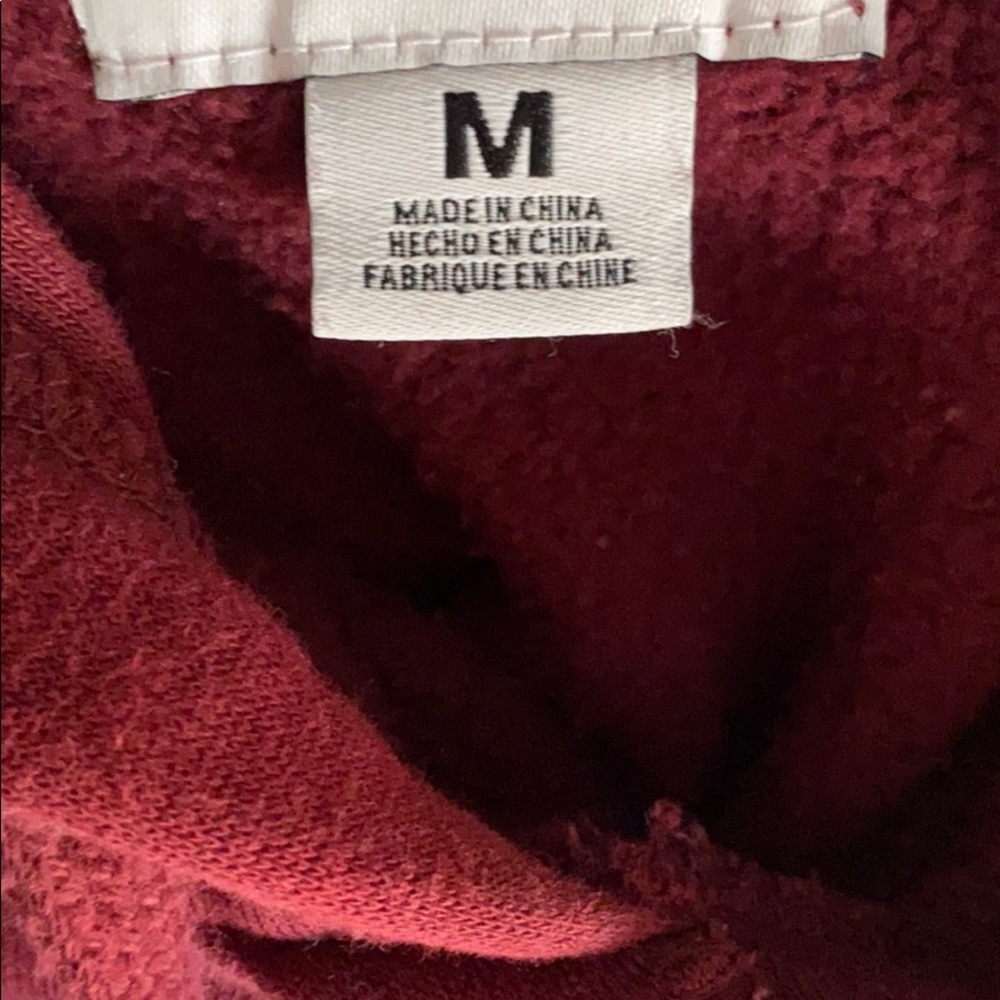 M
MADE IN CHINA
HECHO EN CHINA
FABRIQUE EN CHINE